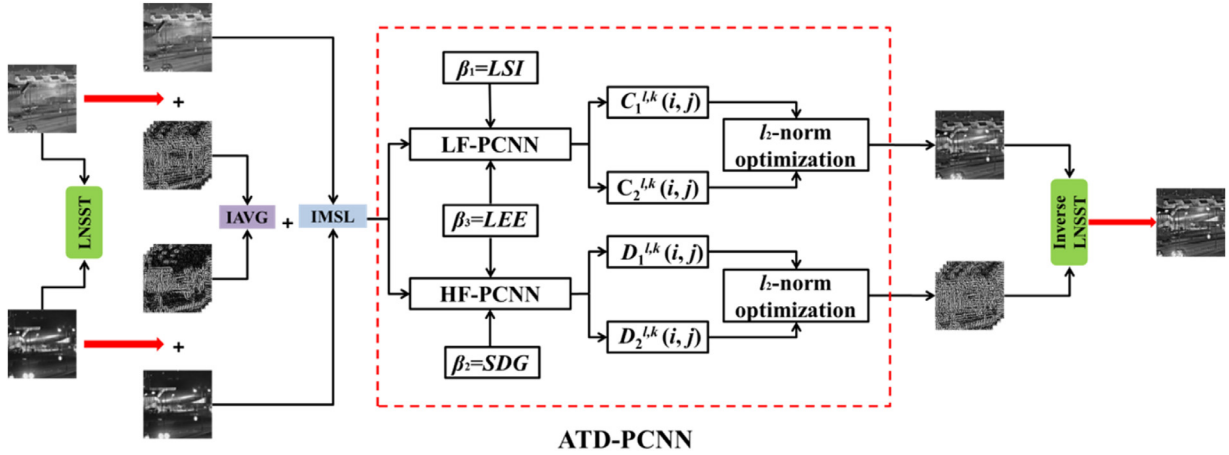 +
LNSST
+
IAVG
+
IMSL
β₁=LSI
LF-PCNN
β₃=LEE
HF-PCNN
β₂=SDG
C₁ˡ,ᵏ(i, j)
C₂ˡ,ᵏ(i, j)
D₁ˡ,ᵏ(i, j)
D₂ˡ,ᵏ(i, j)
l₂-norm
optimization
l₂-norm
optimization
Inverse
LNSST
ATD-PCNN